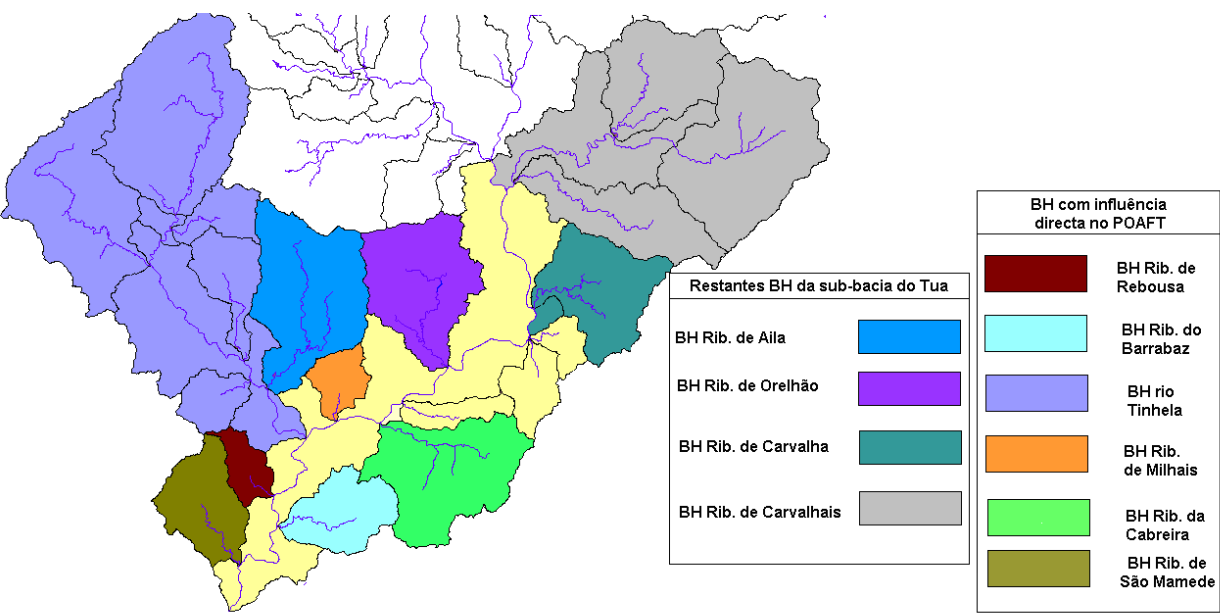 Restantes BH da sub-bacia do Tua
BH Rib. de Aila
BH Rib. de Orelhão
BH Rib. de Carvalha
BH Rib. de Carvalhais
BH com influência
directa no POAFT
BH Rib. de
Rebousa
BH Rib. do
Barrabaz
BH rio
Tinhela
BH Rib.
de Milhais
BH Rib. da
Cabreira
BH Rib. de
São Mamede